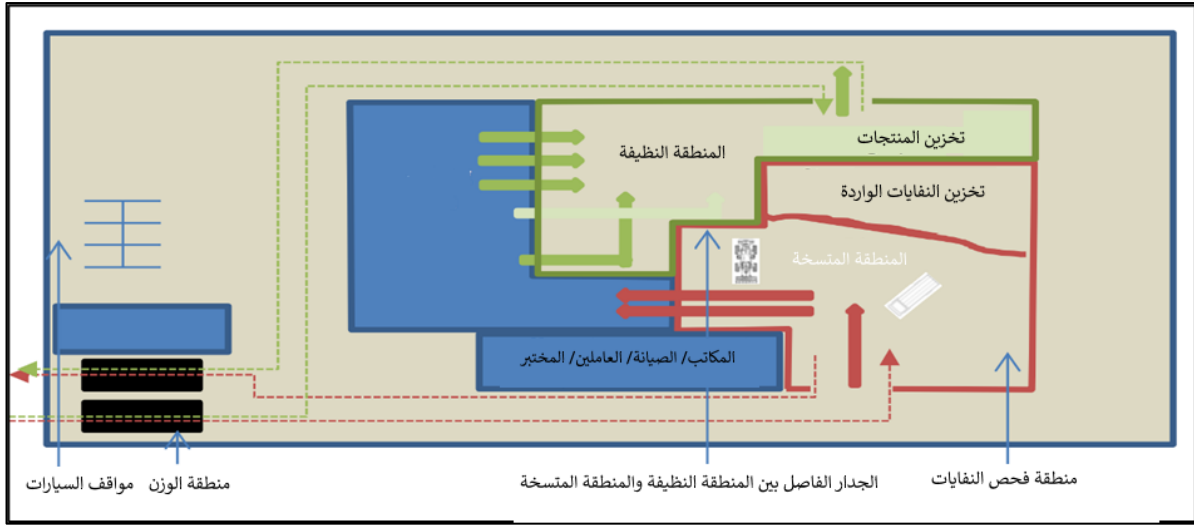 تخزين المنتجات
المنطقة النظيفة
تخزين النفايات الواردة
المنطقة المتسخة
المكاتب/ الصيانة/ العاملين/ المختبر
منطقة فحص النفايات
الجدار الفاصل بين المنطقة النظيفة والمنطقة المتسخة
منطقة الوزن
مواقف السيارات